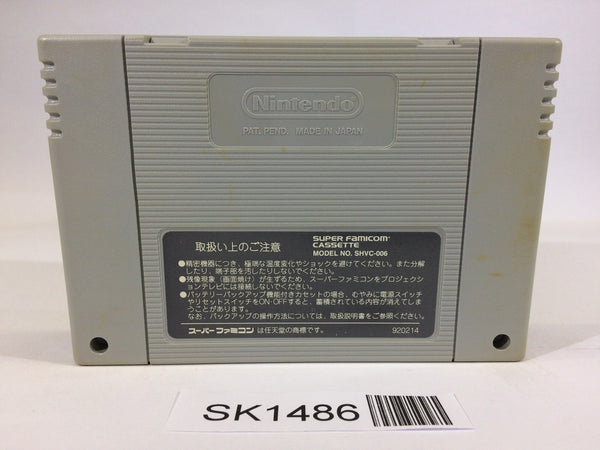 Nintendo
PAT. PEND. MADE IN JAPAN
取扱い上のご注意
SUPER FAMICOM
CASSETTE
MODEL NO. SHVC-006
●精密機器につき、極端な温度変化やショックを避けてください。また分解
したり、端子部を汚したりしないでください。
●残像現象（画面焼け）が生ずるため、スーパーファミコンをプロジェクシ
ョンテレビには接続しないでください。
●バッテリーバックアップ機能付きカセットの場合、むやみに電源スイッチ
やリセットスイッチをON・OFFすると、蓄積されている内容が消えてしま
うことがあります。
なお、バックアップの操作方法については、取扱説明書をご参照ください。
スーパーファミコン は任天堂の商標です。
920214
SK1486